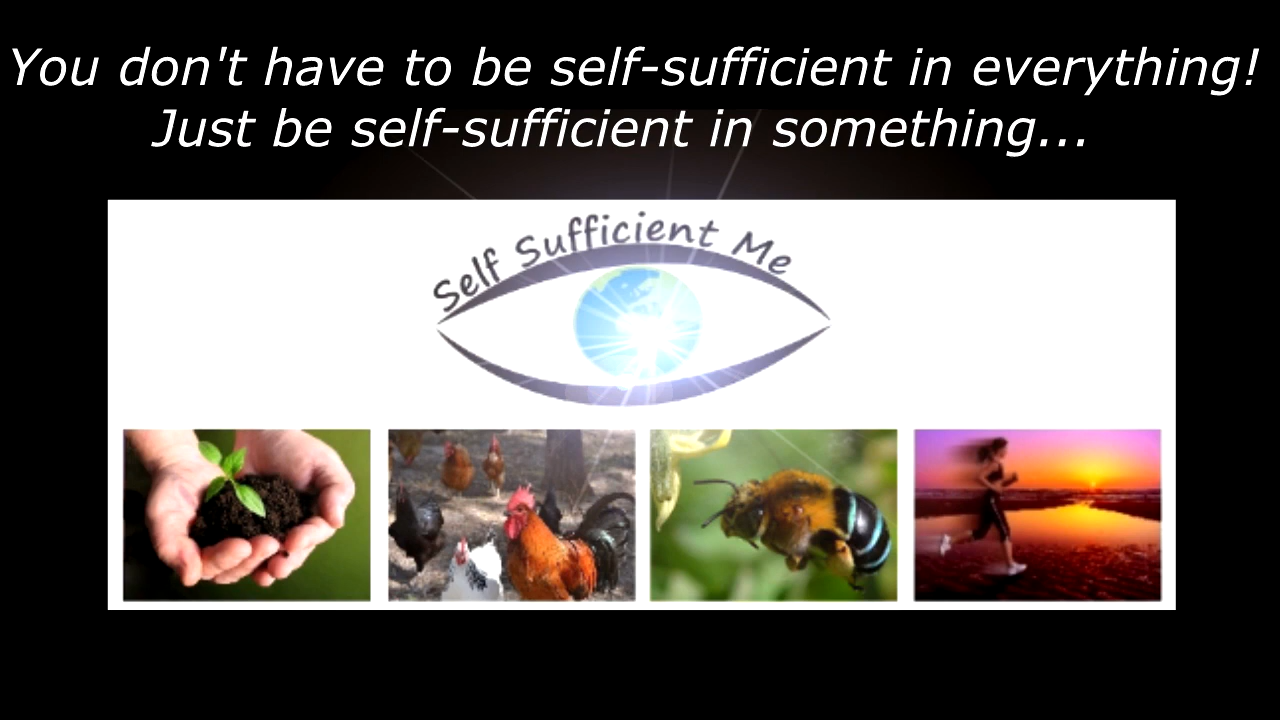 You don't have to be self-sufficient in everything!
Just be self-sufficient in something...
Self Sufficient Me